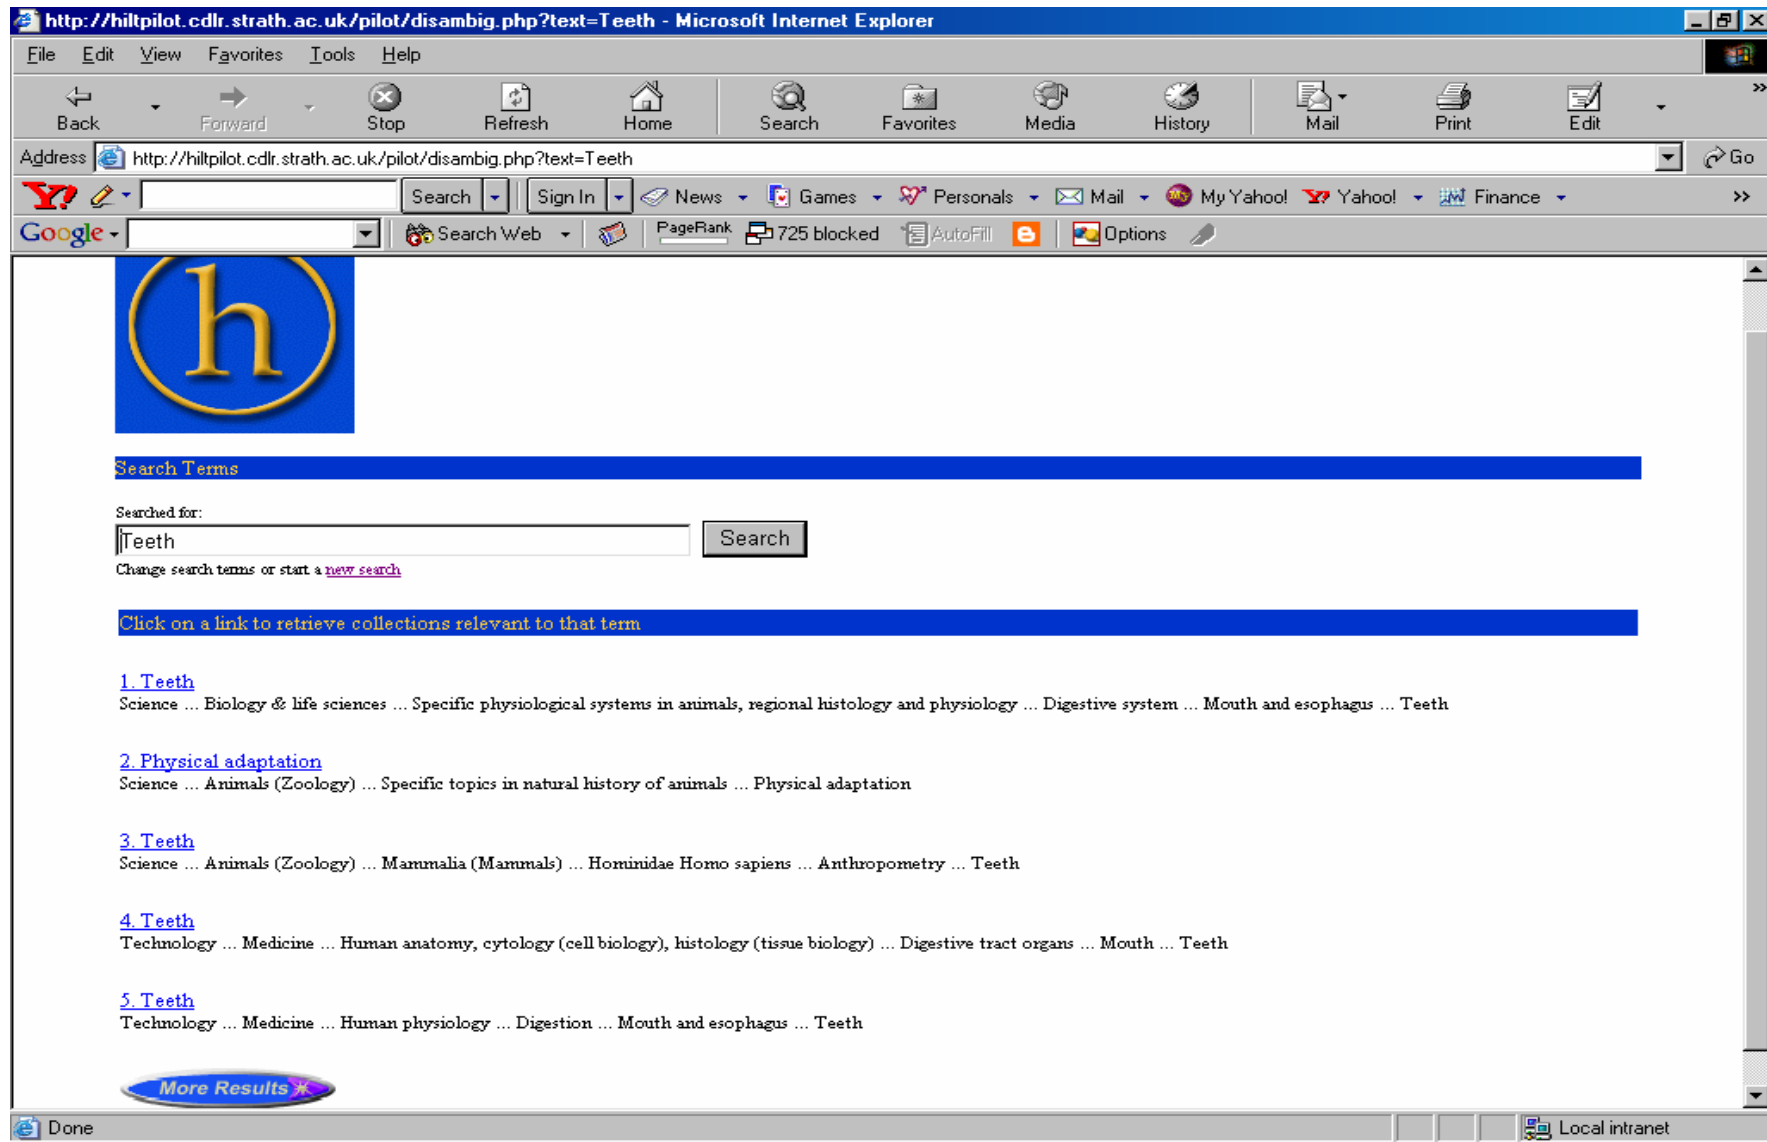 http://hiltpilot.cdlr.strath.ac.uk/pilot/disambig.php?text=Teeth - Microsoft Internet Explorer
File Edit View Favorites Tools Help
Back Forward Stop Refresh Home Search Favorites Media History Mail Print Edit
Address http://hiltpilot.cdlr.strath.ac.uk/pilot/disambig.php?text=Teeth Go
Y! Search Sign In News Games Personals Mail My Yahoo! Y! Yahoo! Finance
Google Search Web PageRank 725 blocked AutoFill Options
h
Search Terms
Searched for:
Teeth Search
Change search terms or start a new search
Click on a link to retrieve collections relevant to that term
1. Teeth
Science ... Biology & life sciences ... Specific physiological systems in animals, regional histology and physiology ... Digestive system ... Mouth and esophagus ... Teeth
2. Physical adaptation
Science ... Animals (Zoology) ... Specific topics in natural history of animals ... Physical adaptation
3. Teeth
Science ... Animals (Zoology) ... Mammalia (Mammals) ... Hominidae Homo sapiens ... Anthropometry ... Teeth
4. Teeth
Technology ... Medicine ... Human anatomy, cytology (cell biology), histology (tissue biology) ... Digestive tract organs ... Mouth ... Teeth
5. Teeth
Technology ... Medicine ... Human physiology ... Digestion ... Mouth and esophagus ... Teeth
More Results
Done Local intranet